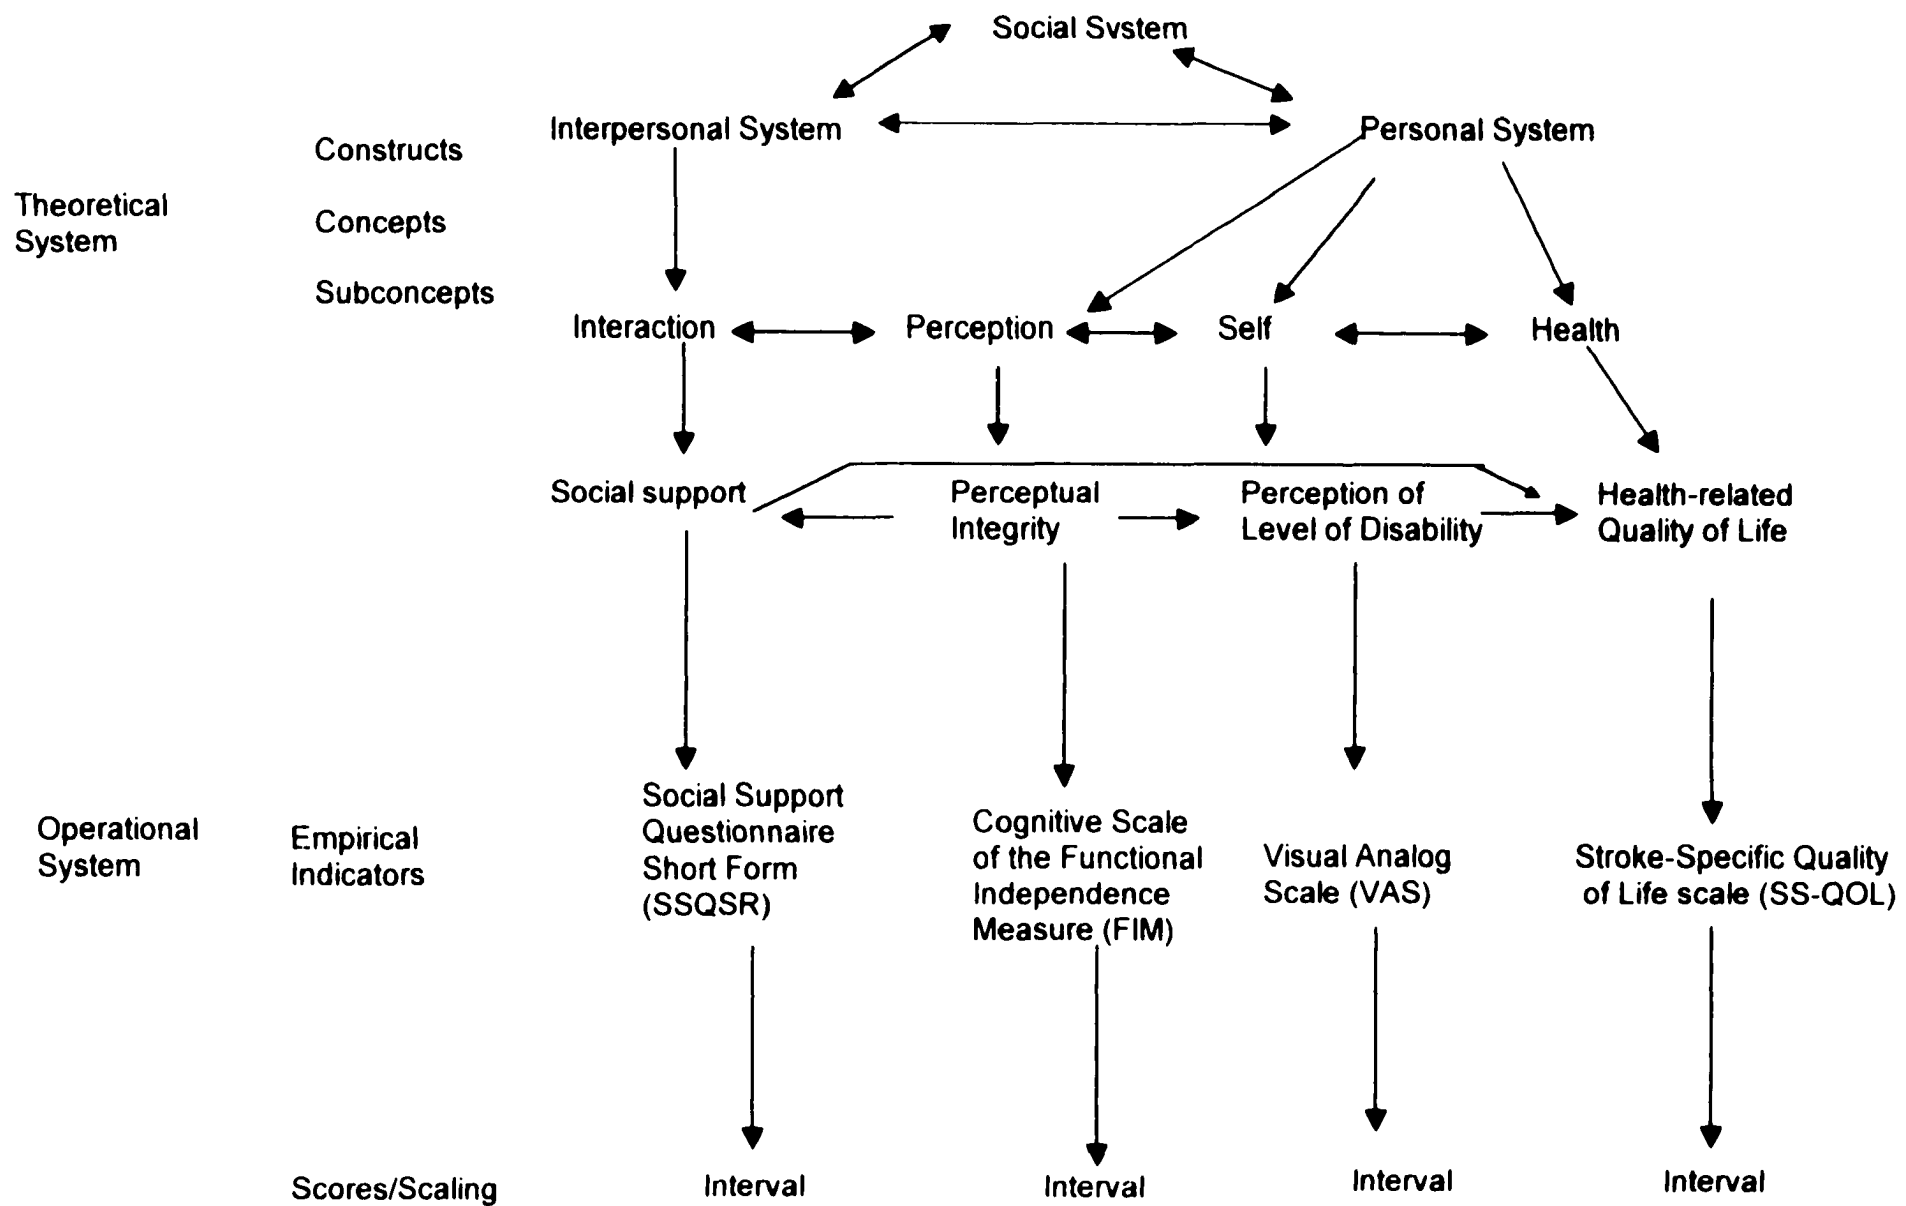 Social Svstem
Interpersonal System
Personal System
Constructs
Theoretical
System
Concepts
Subconcepts
Interaction
Perception
Self
Health
Social support
Perceptual
Integrity
Perception of
Level of Disability
Health-related
Quality of Life
Operational
System
Empirical
Indicators
Social Support
Questionnaire
Short Form
(SSQSR)
Cognitive Scale
of the Functional
Independence
Measure (FIM)
Visual Analog
Scale (VAS)
Stroke-Specific Quality
of Life scale (SS-QOL)
Scores/Scaling
Interval
Interval
Interval
Interval